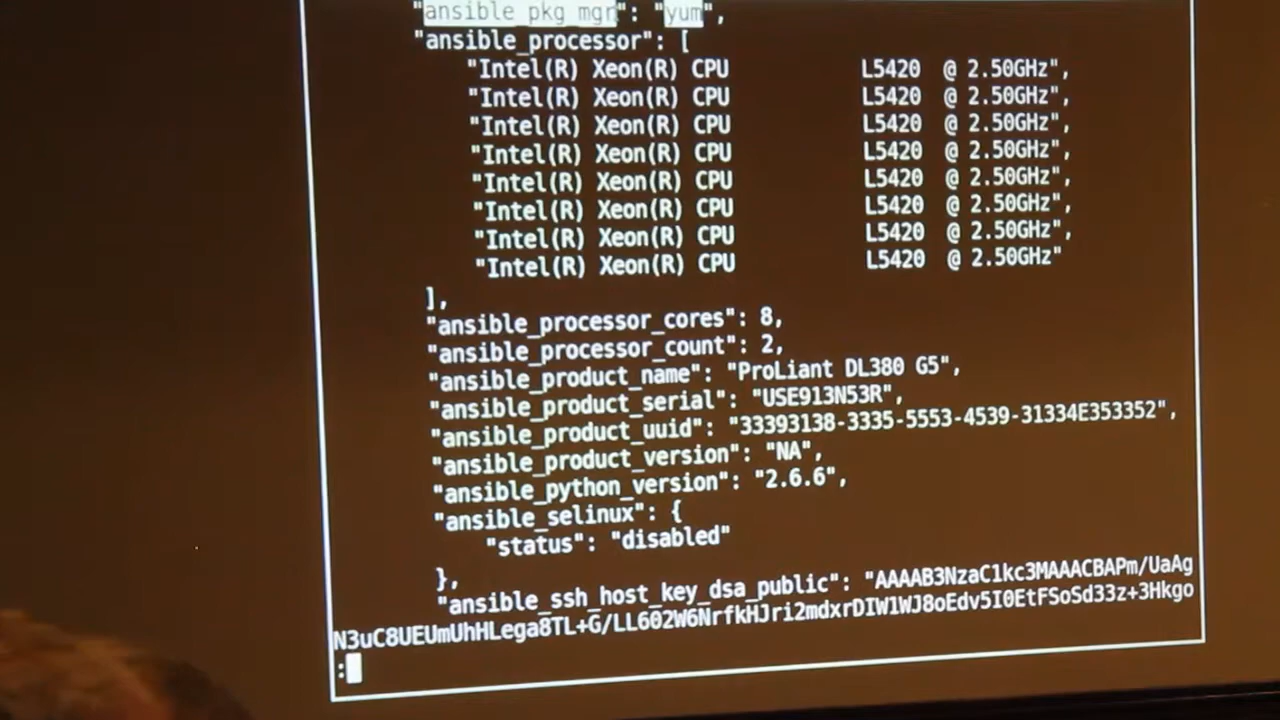 "ansible_pkg_mgr": "yum",
"ansible_processor": [
"Intel(R) Xeon(R) CPU L5420 @ 2.50GHz",
"Intel(R) Xeon(R) CPU L5420 @ 2.50GHz",
"Intel(R) Xeon(R) CPU L5420 @ 2.50GHz",
"Intel(R) Xeon(R) CPU L5420 @ 2.50GHz",
"Intel(R) Xeon(R) CPU L5420 @ 2.50GHz",
"Intel(R) Xeon(R) CPU L5420 @ 2.50GHz",
"Intel(R) Xeon(R) CPU L5420 @ 2.50GHz",
"Intel(R) Xeon(R) CPU L5420 @ 2.50GHz"
],
"ansible_processor_cores": 8,
"ansible_processor_count": 2,
"ansible_product_name": "ProLiant DL380 G5",
"ansible_product_serial": "USE913N53R",
"ansible_product_uuid": "33393138-3335-5553-4539-31334E353352",
"ansible_product_version": "NA",
"ansible_python_version": "2.6.6",
"ansible_selinux": {
"status": "disabled"
},
"ansible_ssh_host_key_dsa_public": "AAAAB3NzaC1kc3MAAACBAPm/UaAg
N3uC8UEUmUhHLega8TL+G/LL602W6NrfkHJri2mdxrDIW1WJ8oEdv5I0EtFSoSd33z+3Hkgo
: